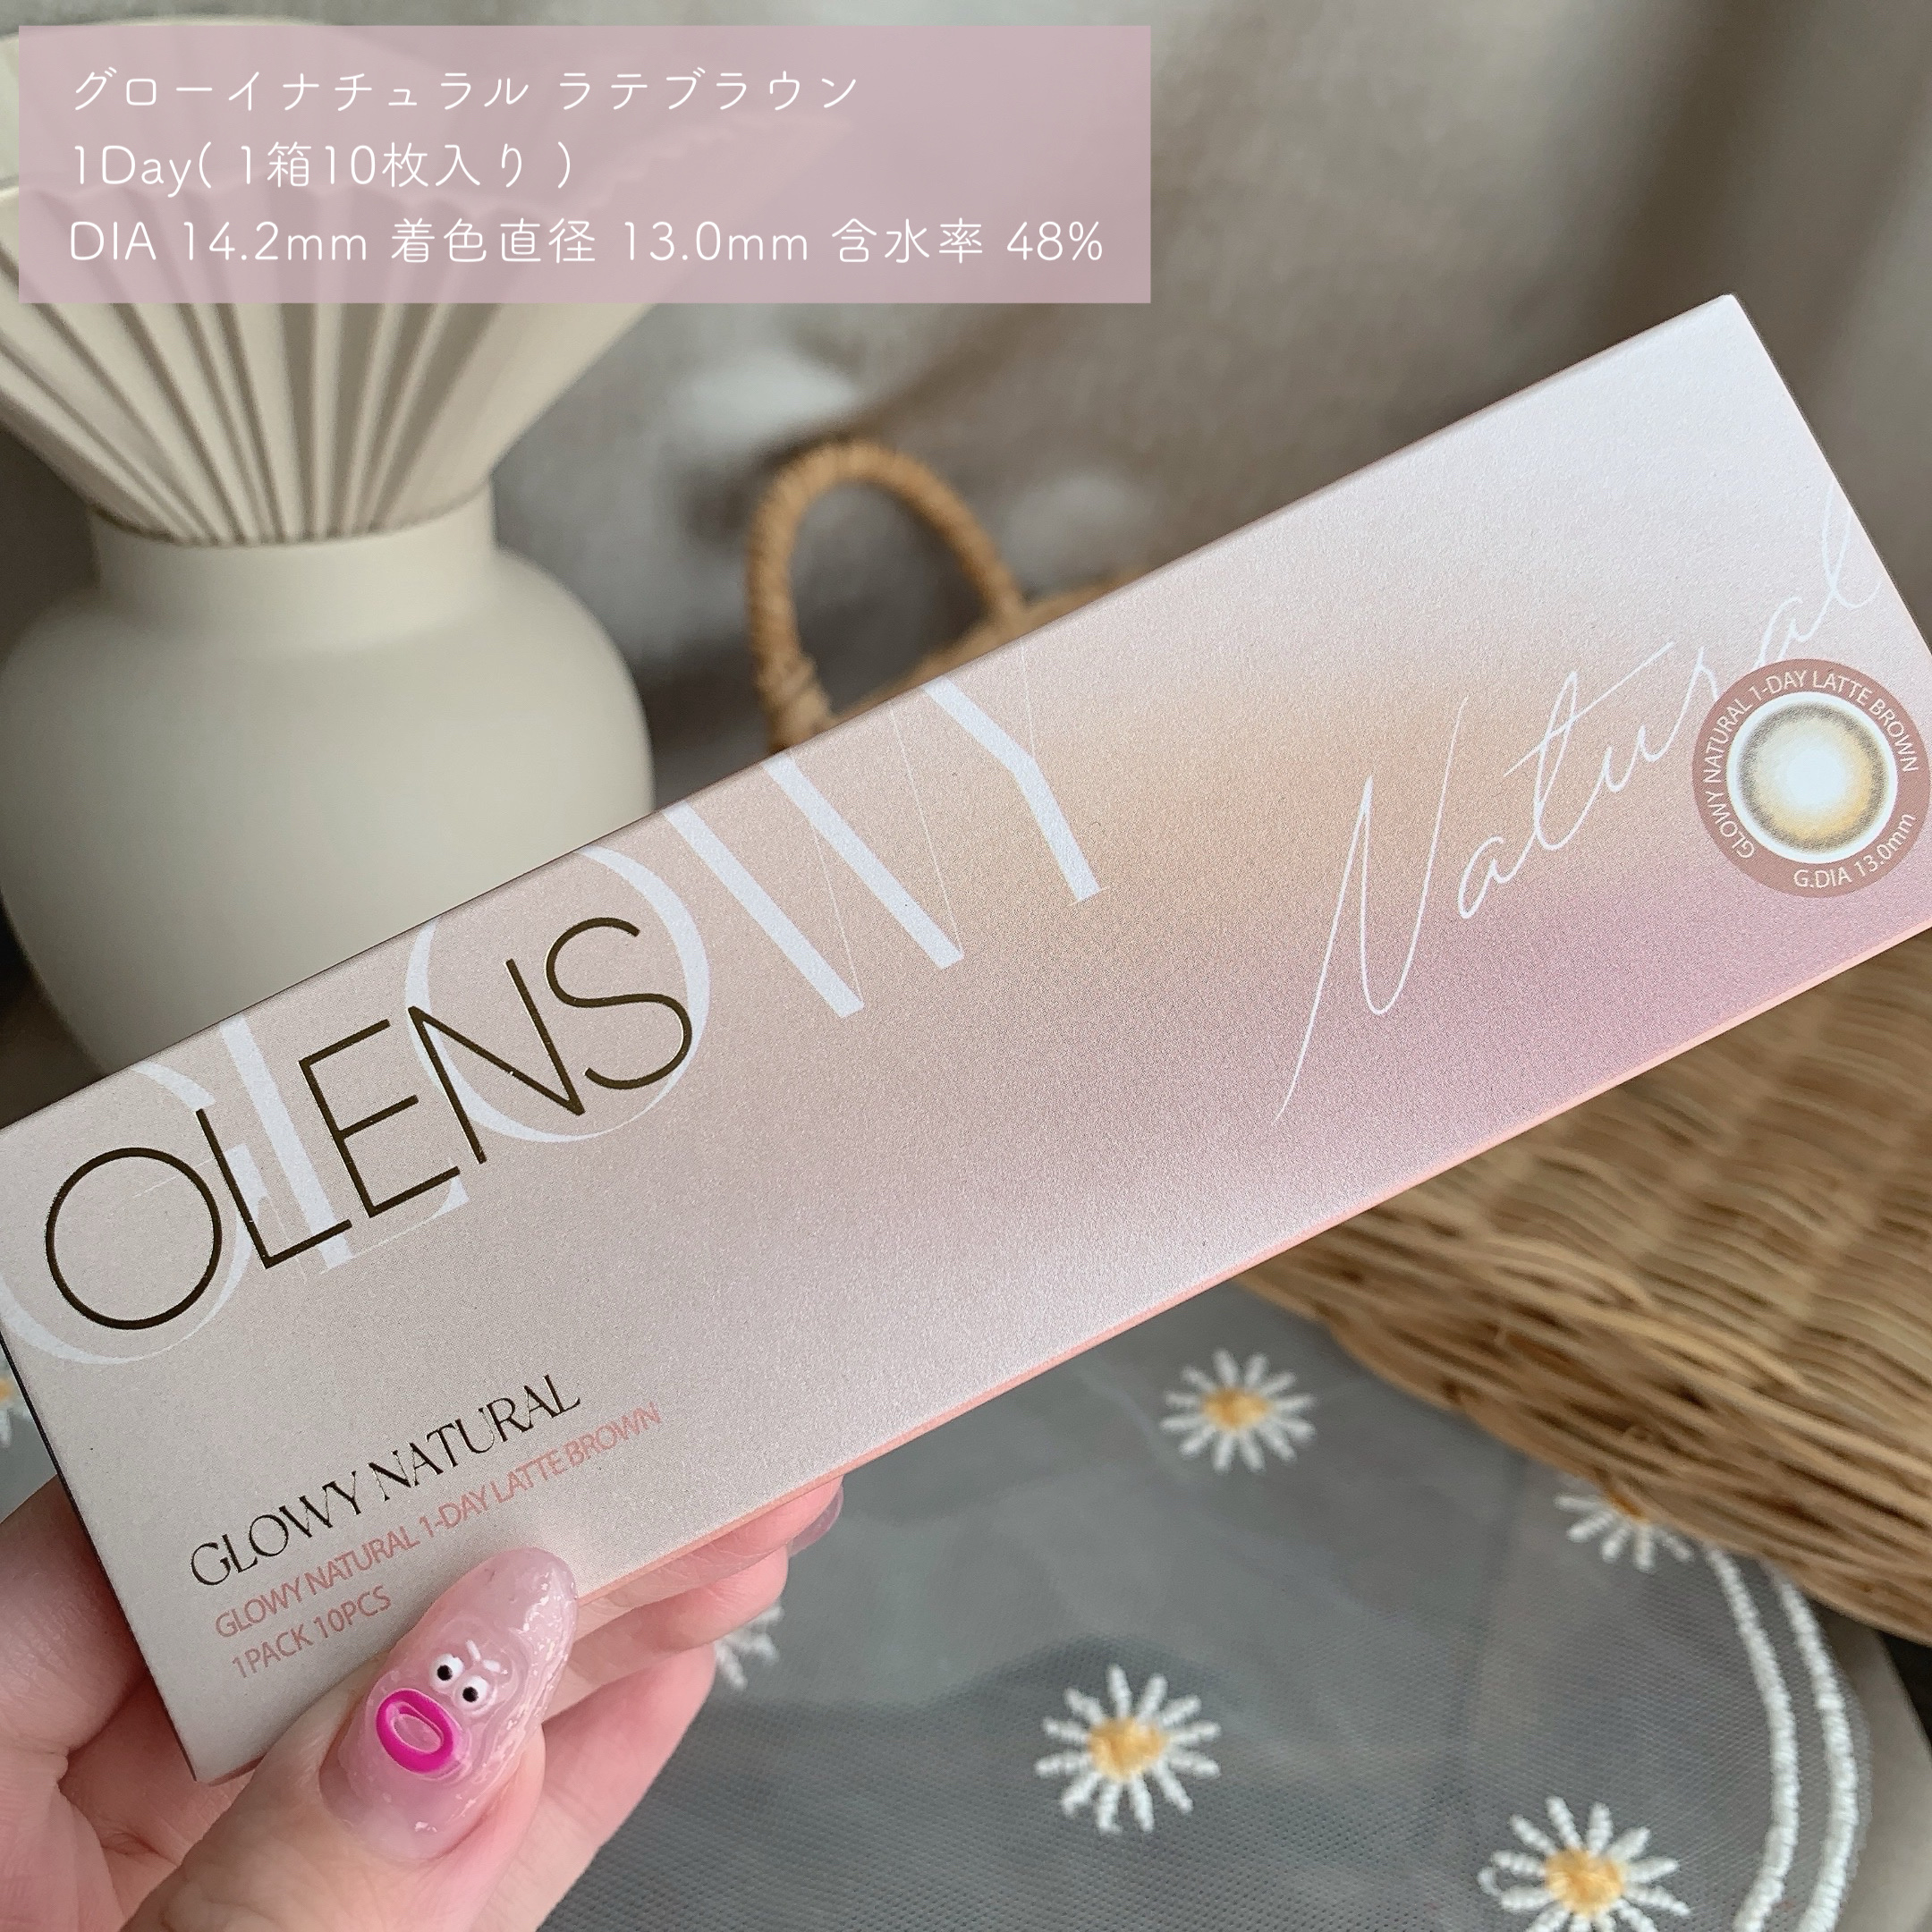 グローイナチュラル ラテブラウン
1Day( 1箱10枚入り )
DIA 14.2mm 着色直径 13.0mm 含水率 48%
GLOWY
Natural
OLENS
GLOWY NATURAL 1-DAY LATTE BROWN
G.DIA 13.0mm
GLOWY NATURAL
GLOWY NATURAL 1-DAY LATTE BROWN
1PACK 10PCS